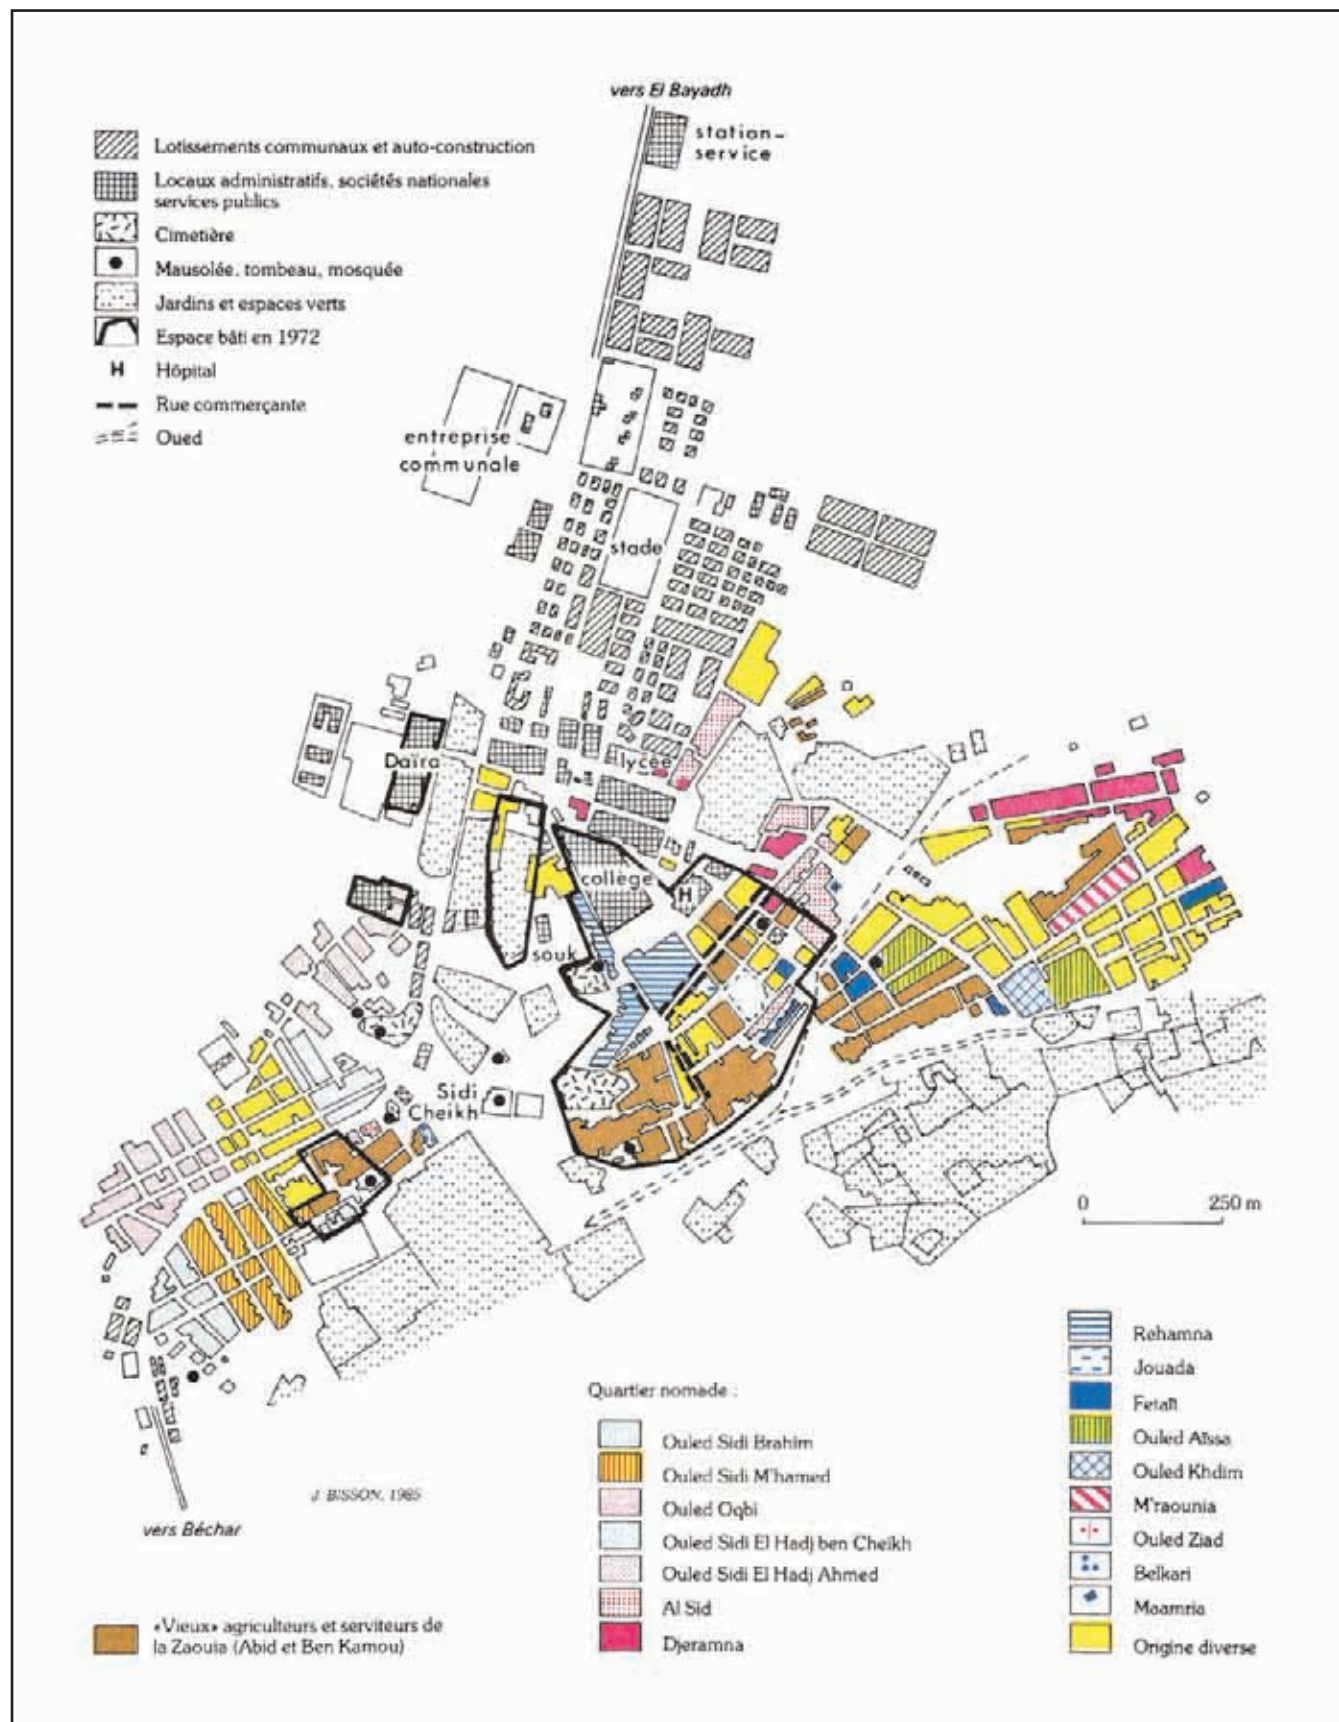 vers El Bayadh
station-
service
Lotissements communaux et auto-construction
Locaux administratifs, sociétés nationales
services publics
Cimetière
Mausolée, tombeau, mosquée
Jardins et espaces verts
Espace bâti en 1972
H
Hôpital
Rue commerçante
Oued
entreprise
communale
stade
Daïra
lycée
collège
H
souk
Sidi
Cheikh
0 250 m
J. BISSON, 1985
vers Béchar
Quartier nomade :
Ouled Sidi Brahim
Ouled Sidi M'hamed
Ouled Oqbi
Ouled Sidi El Hadj ben Cheikh
Ouled Sidi El Hadj Ahmed
Al Sid
Djeramna
Rehamna
Jouada
Fetaït
Ouled Aïssa
Ouled Khdim
M'raounia
Ouled Ziad
Belkari
Maamria
Origine diverse
«Vieux» agriculteurs et serviteurs de
la Zaouia (Abid et Ben Kamou)